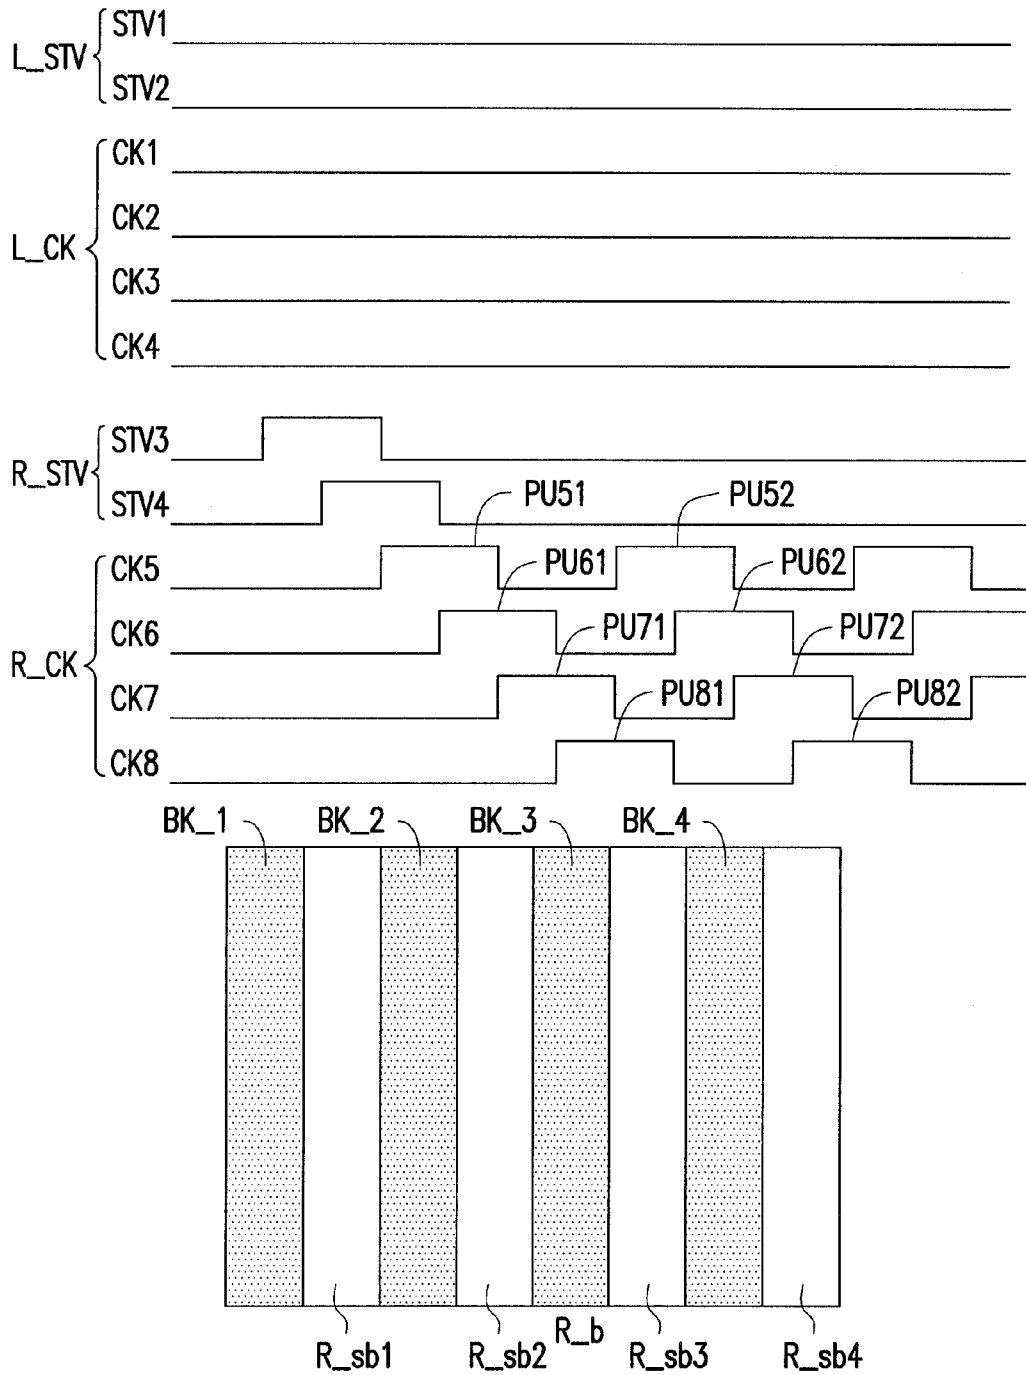 L_STV
STV1
STV2
L_CK
CK1
CK2
CK3
CK4
R_STV
STV3
STV4
R_CK
CK5
PU51
PU52
CK6
PU61
PU62
CK7
PU71
PU72
CK8
PU81
PU82
BK_1
BK_2
BK_3
BK_4
R_b
R_sb1
R_sb2
R_sb3
R_sb4